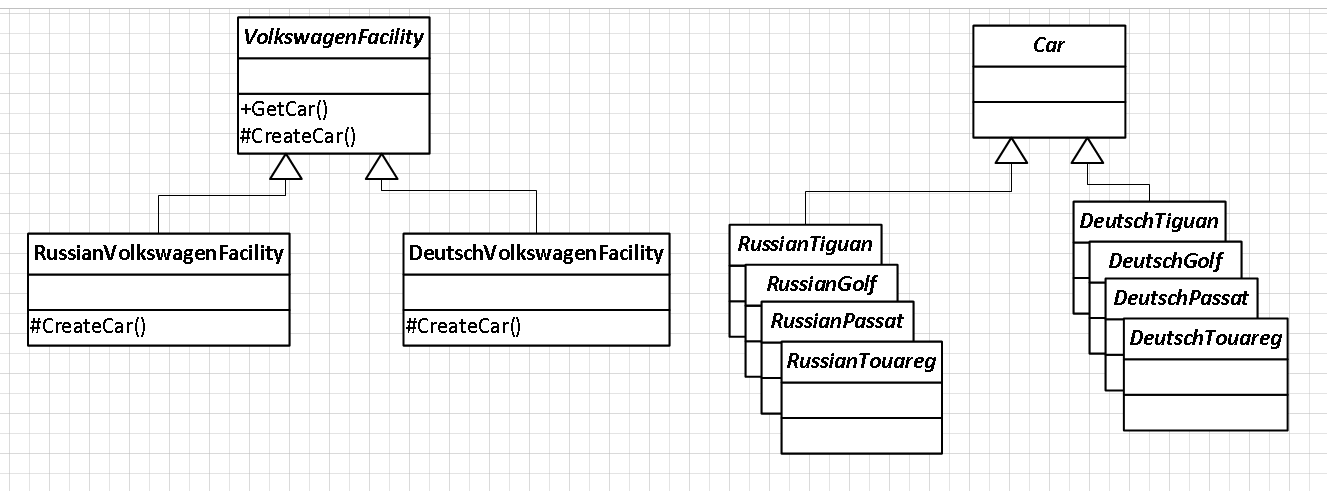 VolkswagenFacility
+GetCar()
#CreateCar()
RussianVolkswagenFacility
#CreateCar()
DeutschVolkswagenFacility
#CreateCar()
Car
RussianTiguan
RussianGolf
RussianPassat
RussianTouareg
DeutschTiguan
DeutschGolf
DeutschPassat
DeutschTouareg